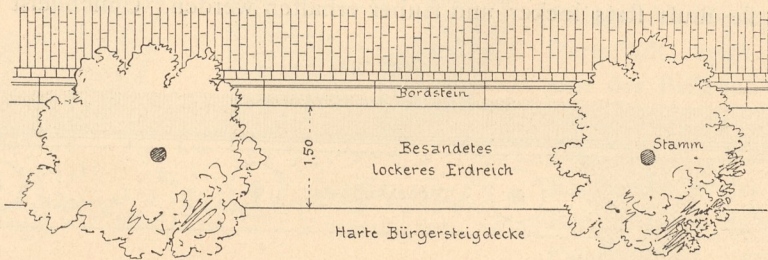 Bordstein
1,50
Besandetes
lockeres Erdreich
Stamm
Harte Bürgersteigdecke